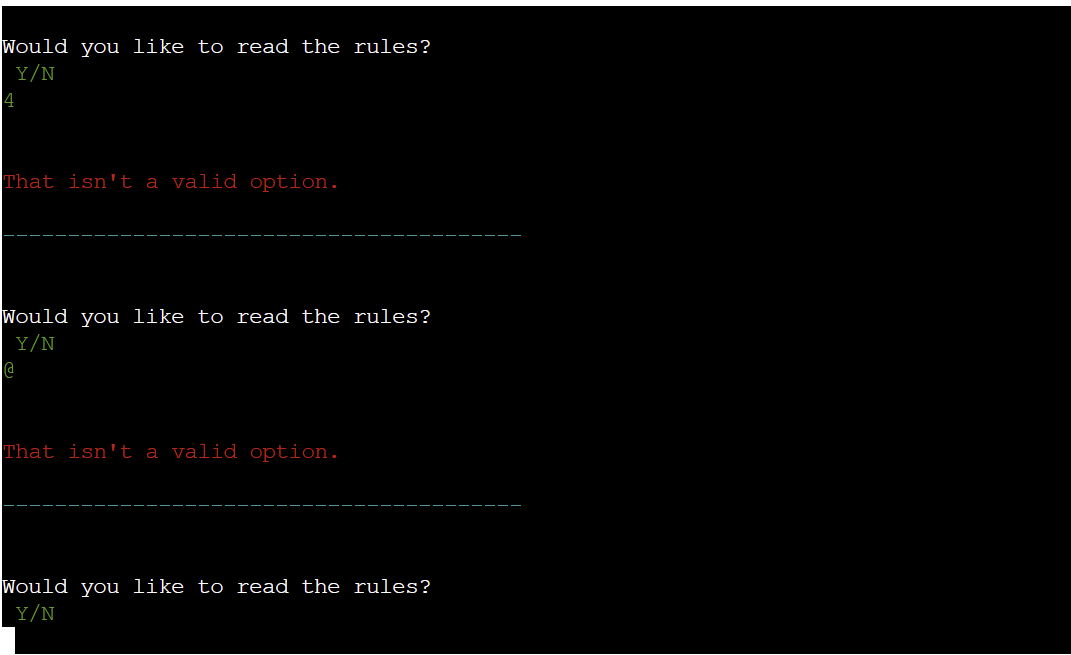 Would you like to read the rules?
Y/N
4
That isn't a valid option.
----------------------------------------
Would you like to read the rules?
Y/N
@
That isn't a valid option.
----------------------------------------
Would you like to read the rules?
Y/N